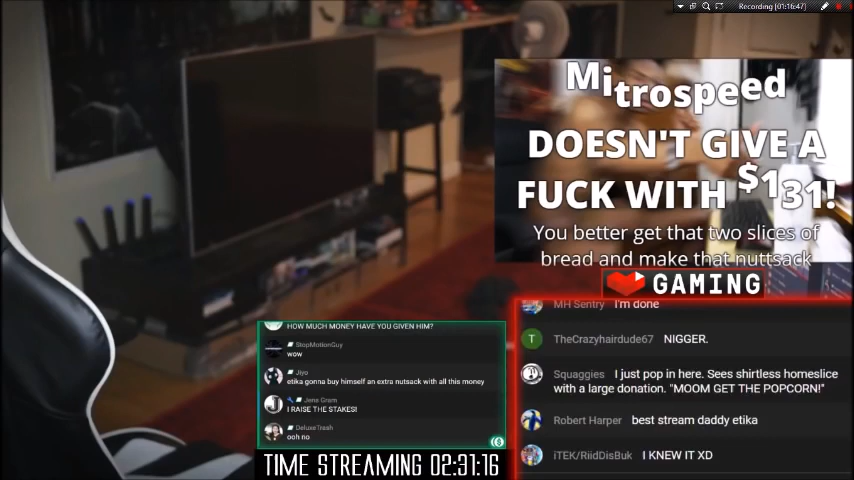 Recording [01:16:47]
Mitrospeed
DOESN'T GIVE A
FUCK WITH $131!
You better get that two slices of
bread and make that nuttsack
GAMING
MH Sentry I'm done
TheCrazyhairdude67 NIGGER.
Squaggies I just pop in here. Sees shirtless homeslice
with a large donation. "MOOM GET THE POPCORN!"
Robert Harper best stream daddy etika
iTEK/RiidDisBuk I KNEW IT XD
HOW MUCH MONEY HAVE YOU GIVEN HIM?
StopMotionGuy
wow
Jiyo
etika gonna buy himself an extra nutsack with all this money
Jens Gram
I RAISE THE STAKES!
DeluxeTrash
ooh no
TIME STREAMING 02:31:16